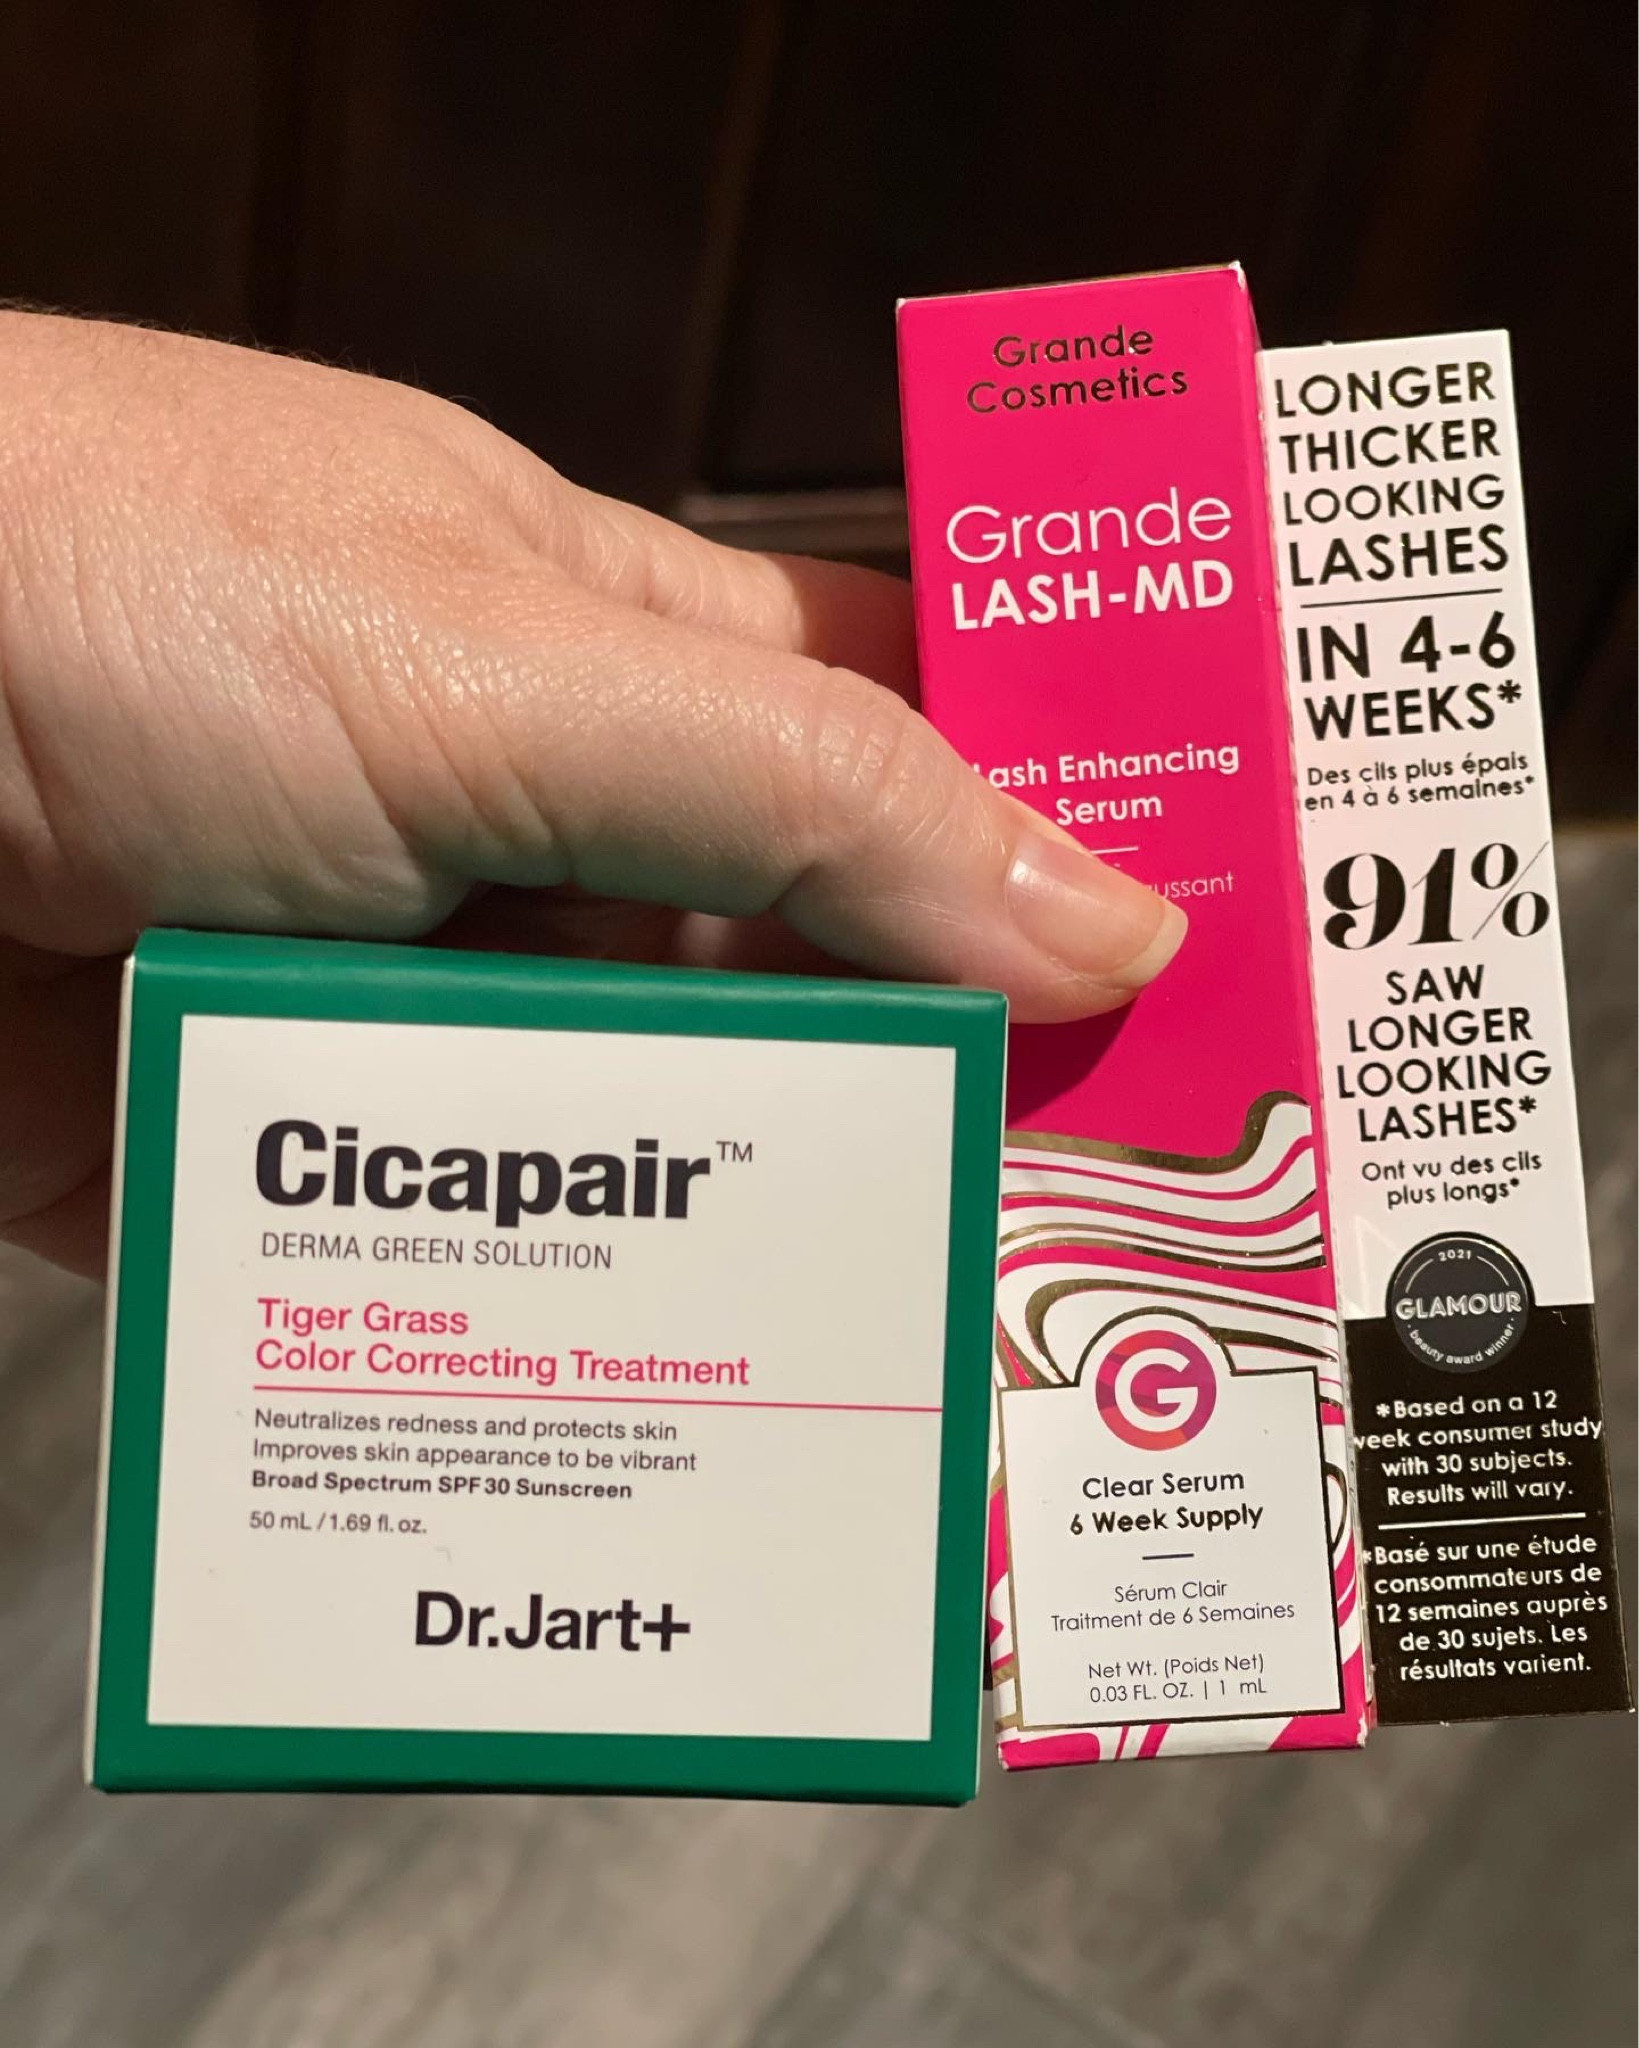 Cicapair™
DERMA GREEN SOLUTION
Tiger Grass
Color Correcting Treatment
Neutralizes redness and protects skin
Improves skin appearance to be vibrant
Broad Spectrum SPF 30 Sunscreen
50 mL / 1.69 fl. oz.
Dr.Jart+
Grande
Cosmetics
Grande
LASH-MD
Enhancing
Serum
G
Clear Serum
6 Week Supply
Sérum Clair
Traitment de 6 Semaines
Net Wt. (Poids Net)
0.03 FL. OZ. | 1 mL
LONGER
THICKER
LOOKING
LASHES
IN 4-6
WEEKS*
Des cils plus épais
en 4 à 6 semaines*
91%
SAW
LONGER
LOOKING
LASHES*
Ont vu des cils
plus longs*
2021
GLAMOUR
beauty award winner
*Based on a 12
consumer study
with 30 subjects.
Results will vary.
*Basé sur une étude
consommateurs de
12 semaines auprès
de 30 sujets. Les
résultats varient.